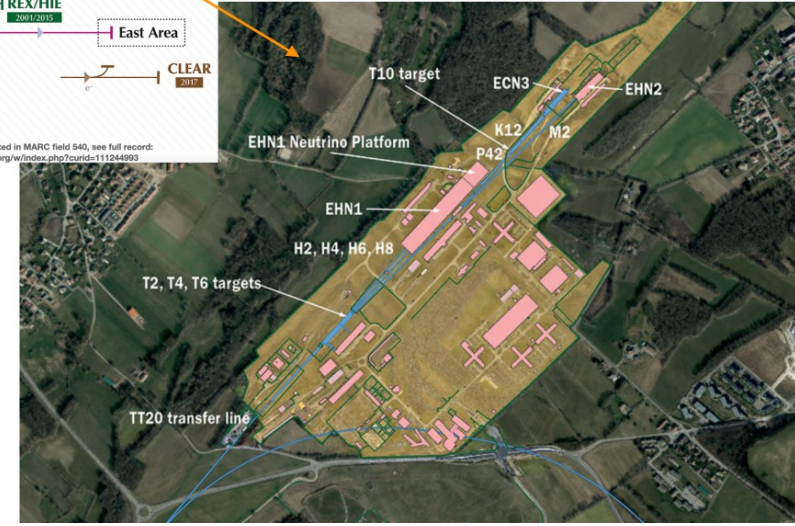 REX/HIE
2001/2015
East Area
CLEAR
2017
e⁻
ted in MARC field 540, see full record:
org/w/index.php?curid=111244993
T10 target
ECN3
EHN2
K12
M2
EHN1 Neutrino Platform
P42
EHN1
H2, H4, H6, H8
T2, T4, T6 targets
TT20 transfer line